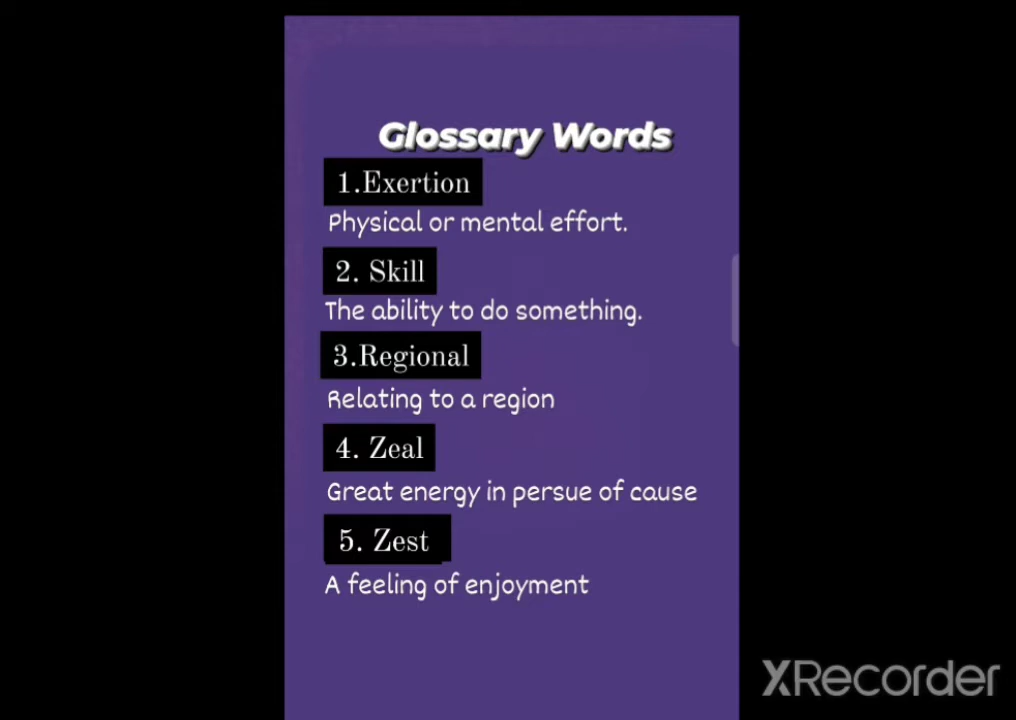 Glossary Words
1.Exertion
Physical or mental effort.
2. Skill
The ability to do something.
3.Regional
Relating to a region
4. Zeal
Great energy in persue of cause
5. Zest
A feeling of enjoyment
XRecorder